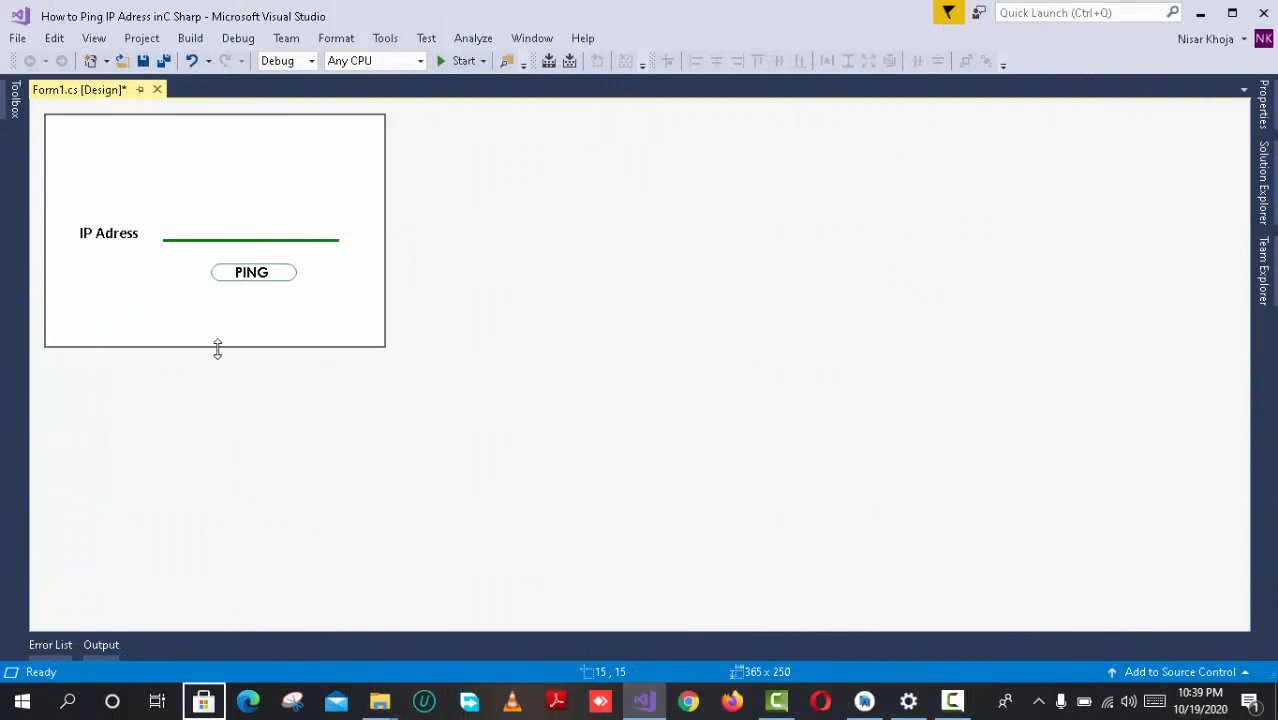 How to Ping IP Adress inC Sharp - Microsoft Visual Studio
Quick Launch (Ctrl+Q)
File Edit View Project Build Debug Team Format Tools Test Analyze Window Help
Nisar Khoja NK
Debug Any CPU Start
Toolbox
Form1.cs [Design]*
IP Adress
PING
Properties
Solution Explorer
Team Explorer
Error List Output
Ready
15 , 15
365 x 250
Add to Source Control
10:39 PM
10/19/2020
1